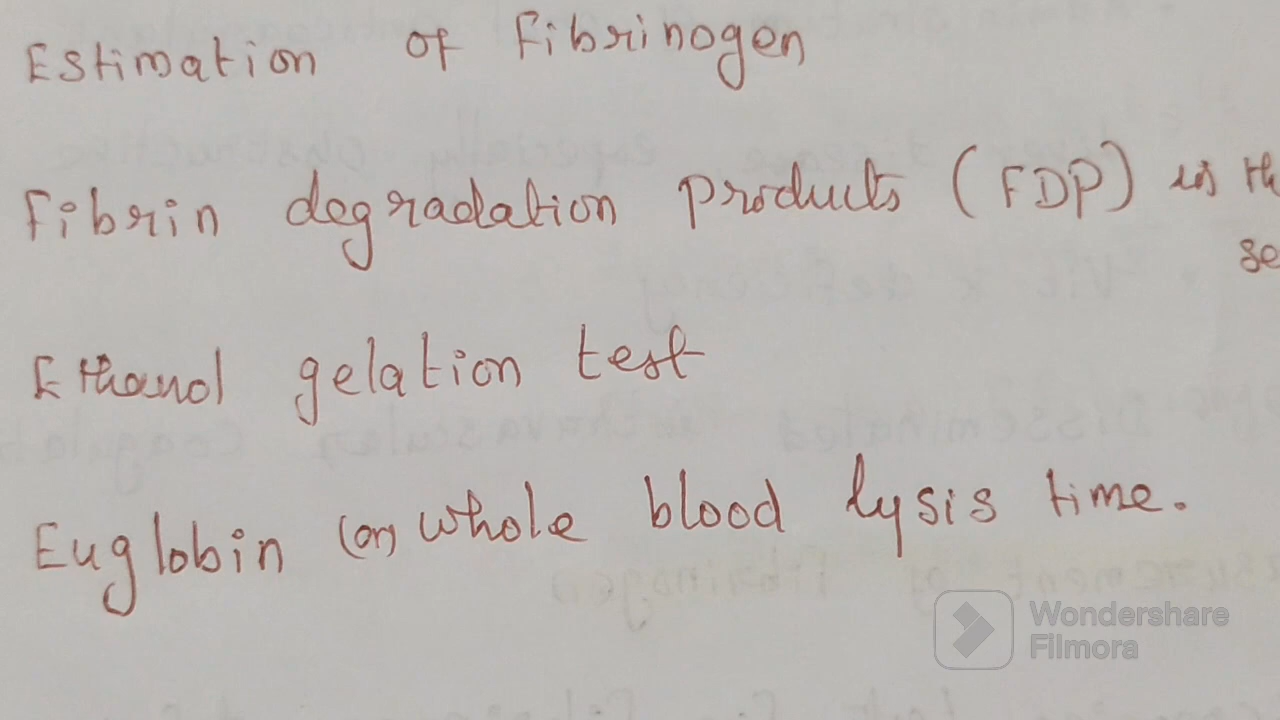 Estimation of Fibrinogen
Fibrin degradation products (FDP) in th
se
Ethanol gelation test
Euglobin (or) whole blood lysis time.
Wondershare
Filmora